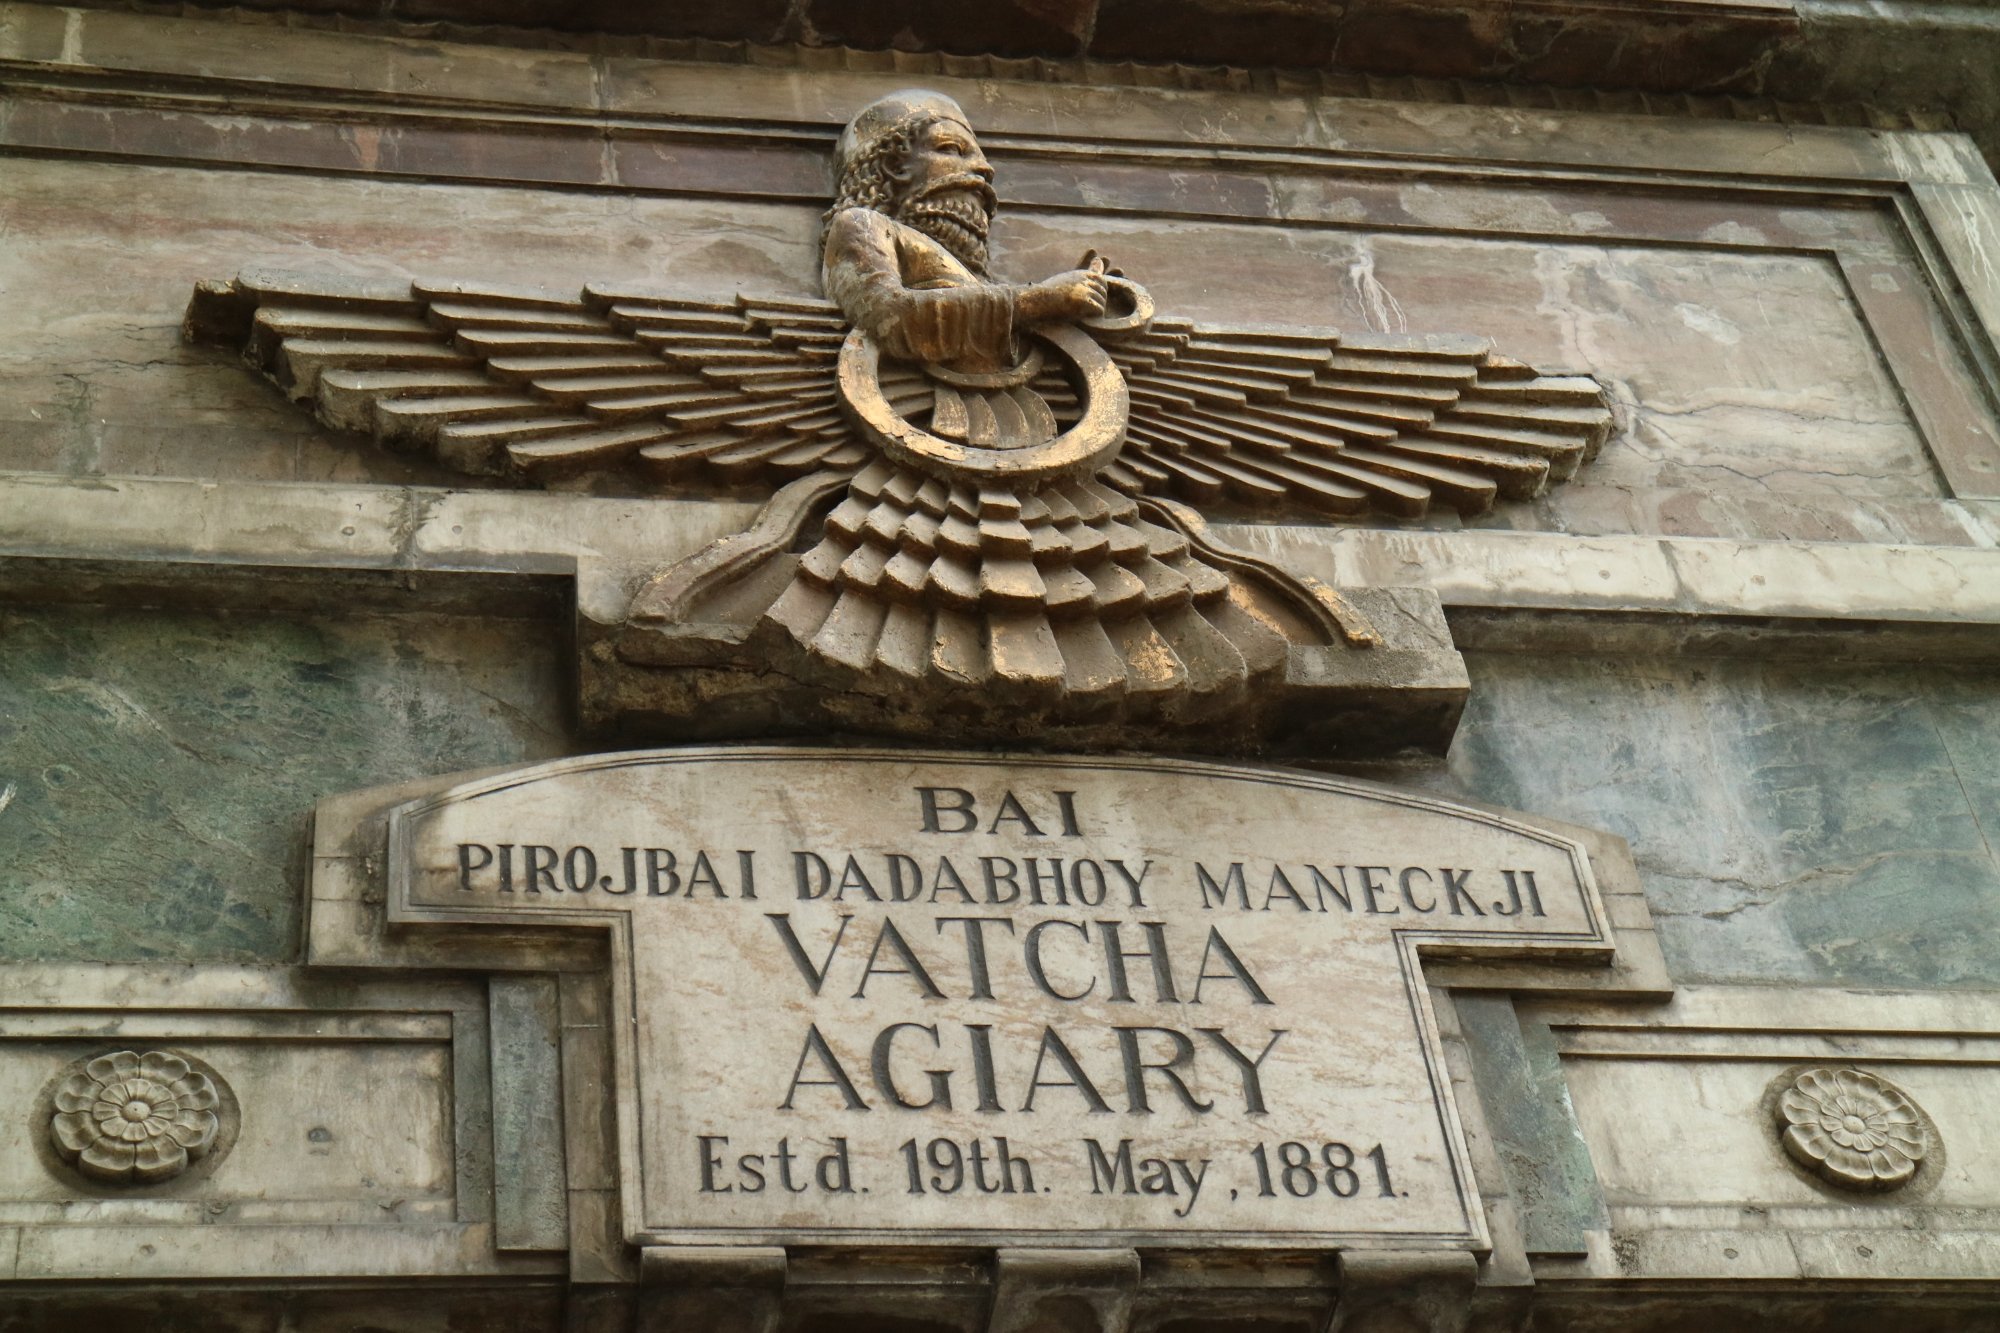 BAI
PIROJBAI DADABHOY MANECKJI
VATCHA
AGIARY
Estd. 19th. May, 1881.